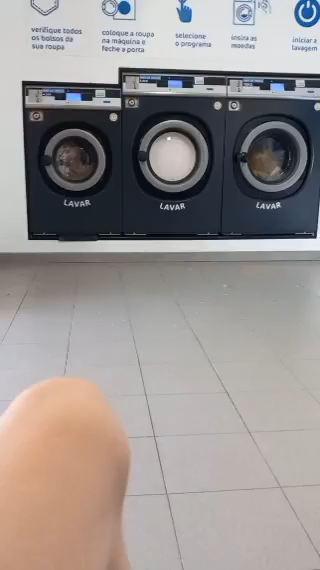 verifique todos
os bolsos da
sua roupa
coloque a roupa
na máquina e
feche a porta
selecione
o programa
insira as
moedas
iniciar a
lavagem
LAVAR
LAVAR
LAVAR